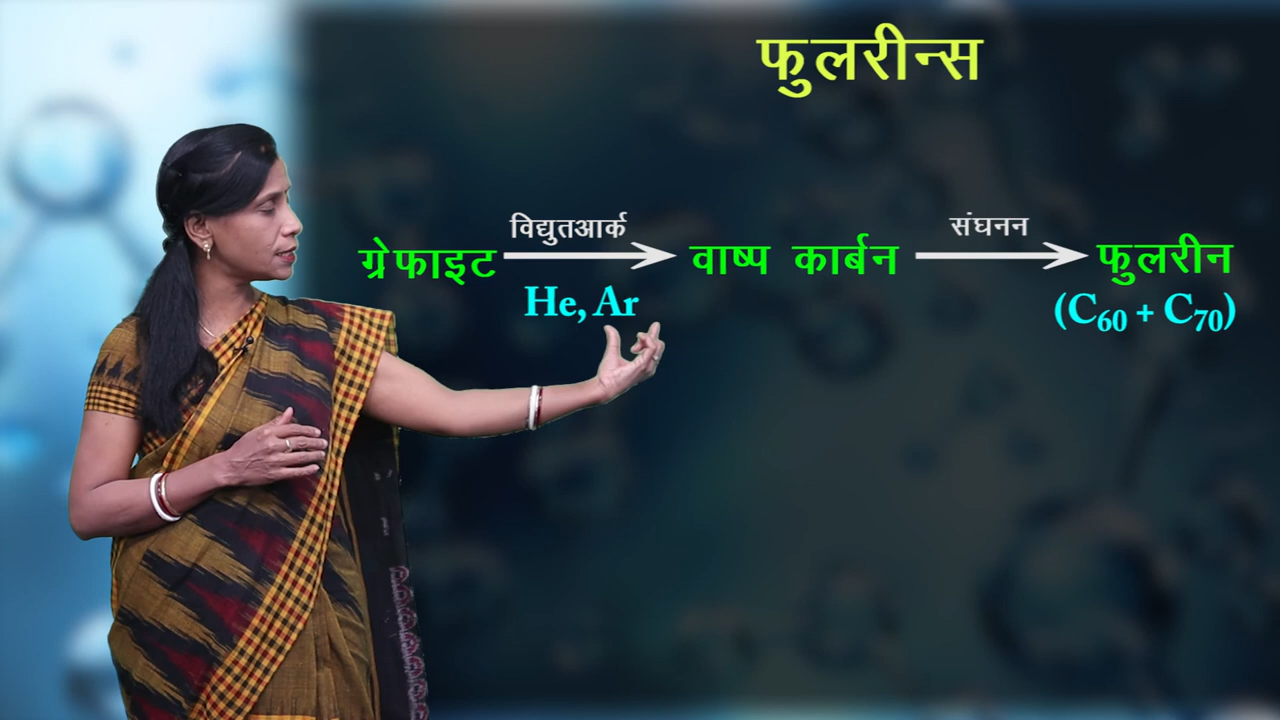 फुलरीन्स
विद्युतआर्क संघनन
ग्रेफाइट वाष्प कार्बन फुलरीन
He, Ar (C₆₀ + C₇₀)